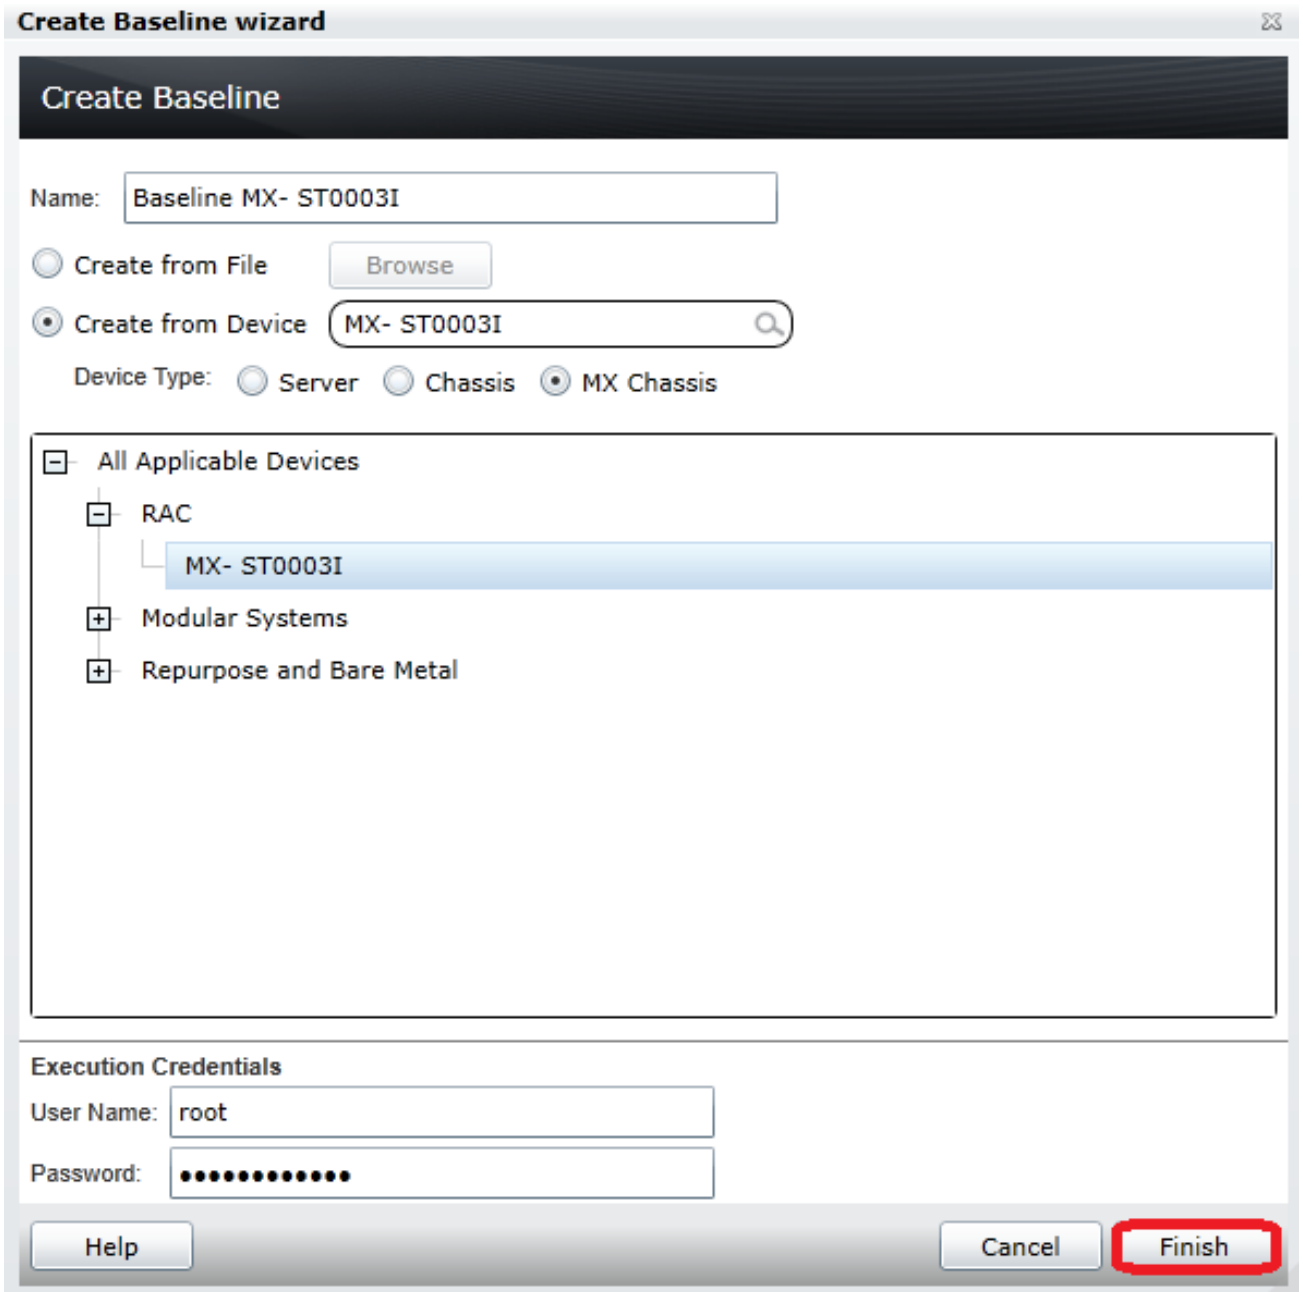 Create Baseline wizard
Create Baseline
Name: Baseline MX- ST0003I
Create from File Browse
Create from Device MX- ST0003I
Device Type: Server Chassis MX Chassis
All Applicable Devices
RAC
MX- ST0003I
Modular Systems
Repurpose and Bare Metal
Execution Credentials
User Name: root
Password: ••••••••••••
Help Cancel Finish